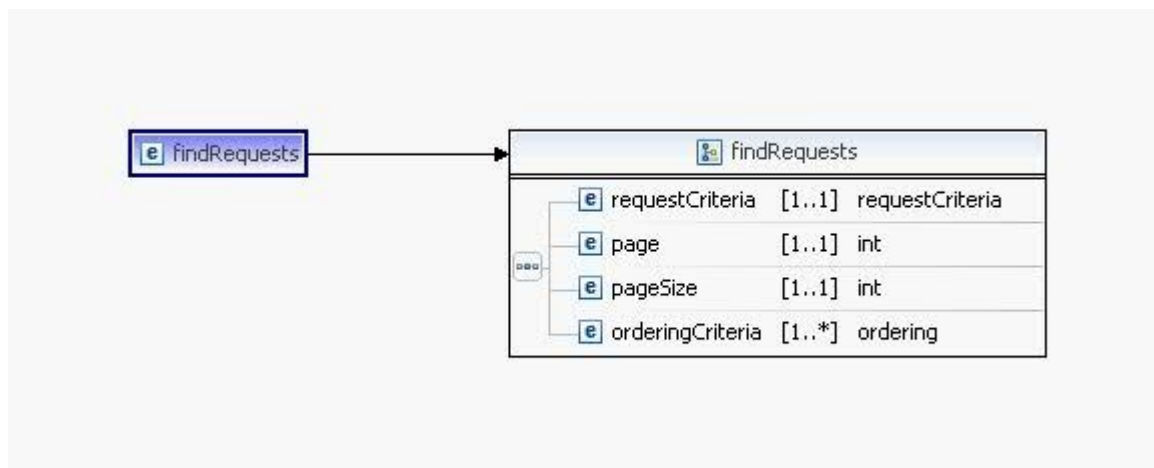 e findRequests
findRequests
e requestCriteria [1..1] requestCriteria
e page [1..1] int
e pageSize [1..1] int
e orderingCriteria [1..*] ordering